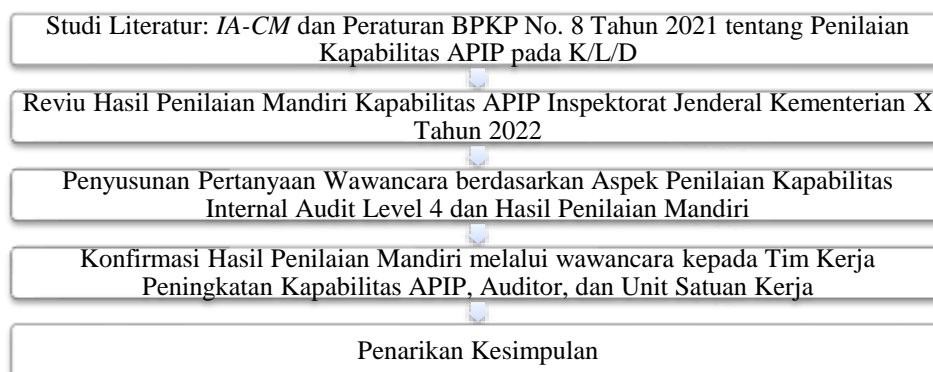 Studi Literatur: IA-CM dan Peraturan BPKP No. 8 Tahun 2021 tentang Penilaian
Kapabilitas APIP pada K/L/D
Reviu Hasil Penilaian Mandiri Kapabilitas APIP Inspektorat Jenderal Kementerian X
Tahun 2022
Penyusunan Pertanyaan Wawancara berdasarkan Aspek Penilaian Kapabilitas
Internal Audit Level 4 dan Hasil Penilaian Mandiri
Konfirmasi Hasil Penilaian Mandiri melalui wawancara kepada Tim Kerja
Peningkatan Kapabilitas APIP, Auditor, dan Unit Satuan Kerja
Penarikan Kesimpulan